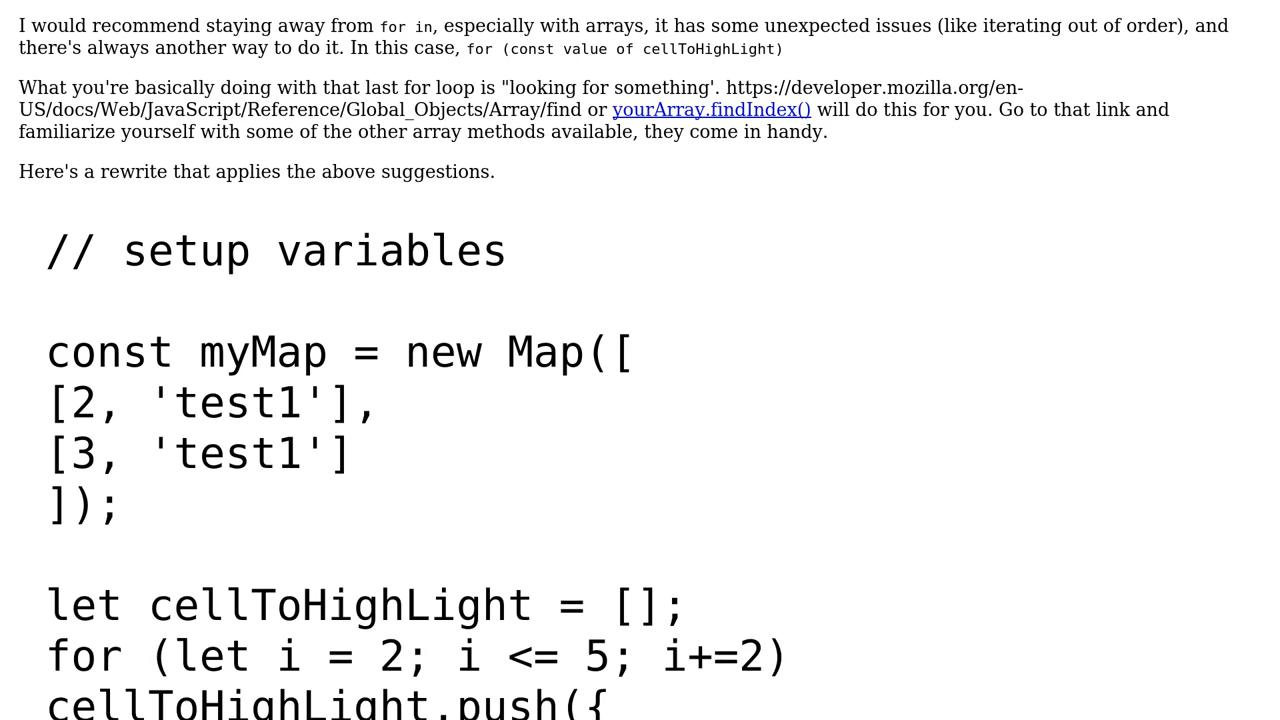 I would recommend staying away from for in, especially with arrays, it has some unexpected issues (like iterating out of order), and
there's always another way to do it. In this case, for (const value of cellToHighLight)
What you're basically doing with that last for loop is "looking for something'. https://developer.mozilla.org/en-
US/docs/Web/JavaScript/Reference/Global_Objects/Array/find or yourArray.findIndex() will do this for you. Go to that link and
familiarize yourself with some of the other array methods available, they come in handy.
Here's a rewrite that applies the above suggestions.
// setup variables
const myMap = new Map([
[2, 'test1'],
[3, 'test1']
]);
let cellToHighLight = [];
for (let i = 2; i <= 5; i+=2)
cellToHighLight.push({